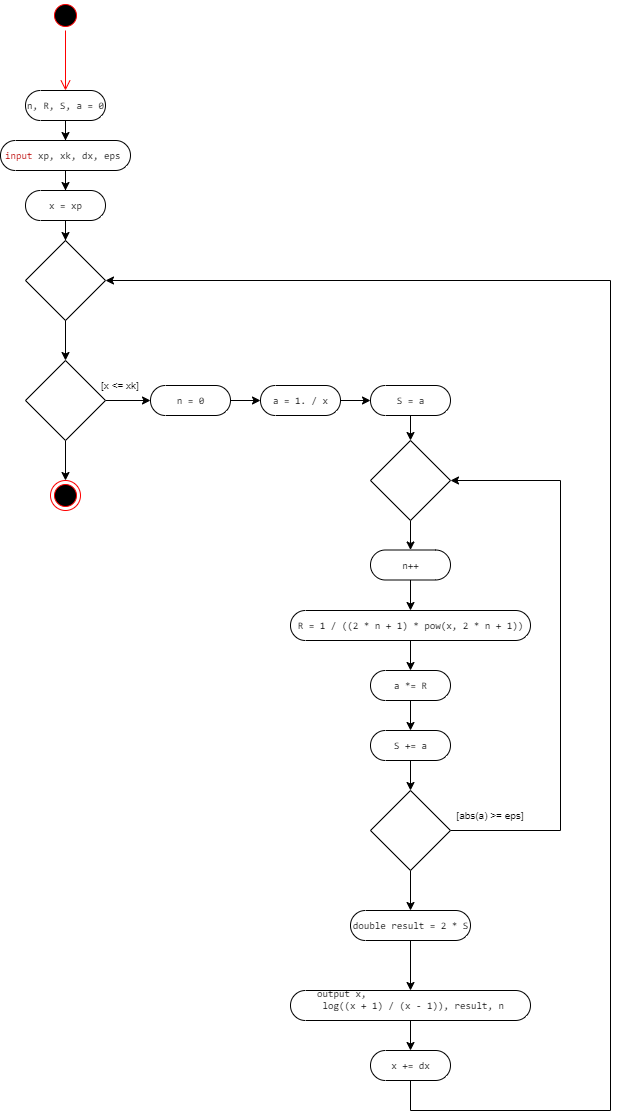 n, R, S, a = 0
input xp, xk, dx, eps
x = xp
[x <= xk]
n = 0
a = 1. / x
S = a
n++
R = 1 / ((2 * n + 1) * pow(x, 2 * n + 1))
a *= R
S += a
[abs(a) >= eps]
double result = 2 * S
output x,
log((x + 1) / (x - 1)), result, n
x += dx